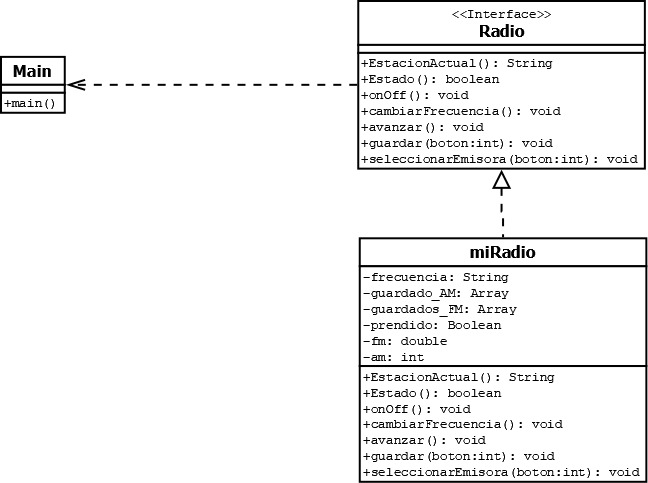 Main
+main()
<<Interface>>
Radio
+EstacionActual(): String
+Estado(): boolean
+onOff(): void
+cambiarFrecuencia(): void
+avanzar(): void
+guardar(boton:int): void
+seleccionarEmisora(boton:int): void
miRadio
-frecuencia: String
-guardado_AM: Array
-guardados_FM: Array
-prendido: Boolean
-fm: double
-am: int
+EstacionActual(): String
+Estado(): boolean
+onOff(): void
+cambiarFrecuencia(): void
+avanzar(): void
+guardar(boton:int): void
+seleccionarEmisora(boton:int): void